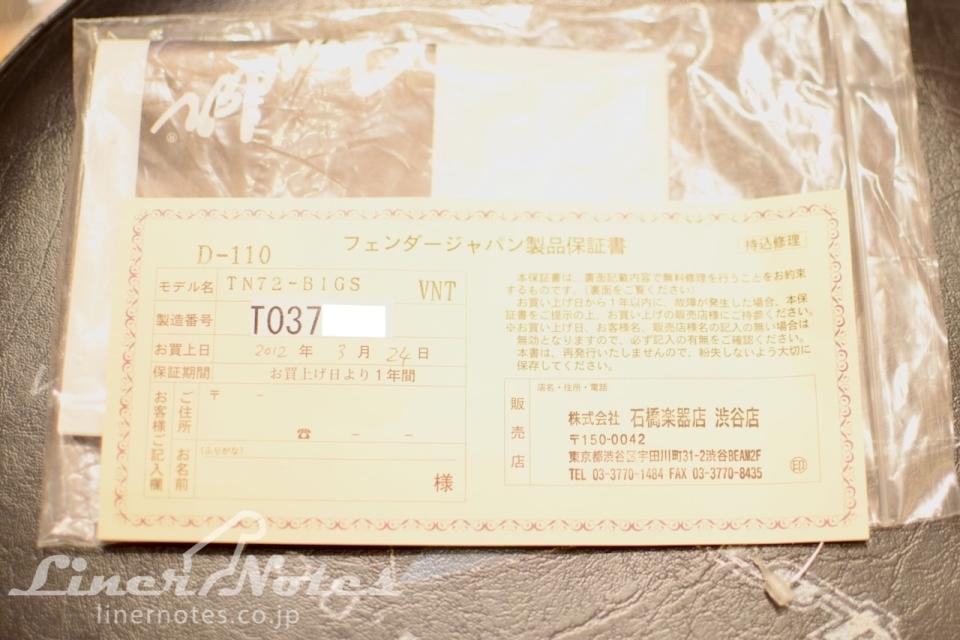 D-110
フェンダージャパン製品保証書
持込修理
モデル名 TN72-BIGS VNT
製造番号 T037
お買上日 2012 年 3 月 24 日
保証期間 お買上げ日より1年間
お客様ご記入欄
ご住所 〒 -
☎ - -
お名前 (ふりがな)
様
本保証書は、裏面記載内容で無料修理を行うことをお約束
するものです。(裏面をご覧ください)
お買い上げ日から1年以内に、故障が発生した場合、本保
証書をご提示の上、お買い上げの販売店様にご持参ください。
※お買い上げ日、お客様名、販売店様名の記入の無い場合は
無効となりますので、必ず記入の有無をご確認ください。
本書は、再発行いたしませんので、紛失しないよう大切に
保存してください。
販売店
店名・住所・電話
株式会社 石橋楽器店 渋谷店
〒150-0042
東京都渋谷区宇田川町31-2渋谷BEAM2F
TEL 03-3770-1484 FAX 03-3770-8435
印
®
Liner Notes
linernotes.co.jp